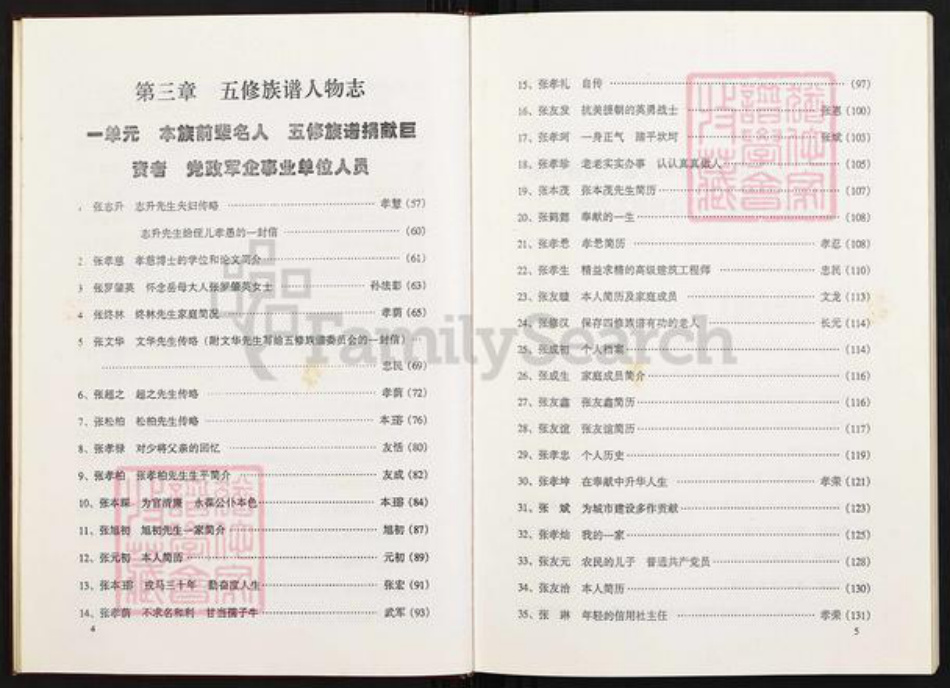 第三章 五修族谱人物志
一单元 本族前辈名人 五修族谱捐献巨
资者 党政军企事业单位人员
1 张志升 志升先生夫妇传略 孝慧 (57)
志升先生给侄儿孝愚的一封信 (60)
2 张孝慈 孝慈博士的学位和论文简介 (61)
3 张罗肇英 怀念岳母大人张罗肇英女士 (63)
4 张终林 终林先生家庭简况 孝荫 (65)
5 张文华 文华先生传略 (附文华先生写给五修族谱委员会的一封信)
忠民 (69)
6、张超之 超之先生传略 孝荫 (72)
7、张松柏 松柏先生传略 (76)
8、张孝禄 对少将父亲的回忆 友恬 (80)
9、张孝柏 张孝柏先生生平简介 友成 (82)
10、张本 为官清廉 永葆公仆本色 (84)
11、张旭初 旭初先生一家简介 旭初 (87)
12、张元初 本人简历 元初 (89)
13、张本 戎马三十年 勤奋度人生 张宏 (91)
14、张孝荫 不求名和利 甘当孺子牛 武军 (93)
4
15、张孝礼 自传 (97)
16、张友发 抗美援朝的英勇战士 (100)
17、张孝珂 一身正气 踏平坎坷 张斌 (103)
18、张孝珍 老老实实办事 认认真真做人 (105)
19、张本茂 张本茂先生简历 (107)
20、张鹤 奉献的一生 (108)
21、张孝忍 孝忍简历 孝忍 (108)
22、张孝生 精益求精的高级建筑工程师 忠民 (110)
23、张友 本人简历及家庭成员 文龙 (113)
24、张修汉 保存四修族谱有功的老人 长元 (114)
25、张成初 个人档案 (114)
26、张成生 家庭成员简介 (116)
27、张友鑫 张友鑫简历 (116)
28、张友谊 张友谊简历 (117)
29、张孝忠 个人历史 (119)
30、张孝坤 在奉献中升华人生 孝荣 (121)
31、张 斌 为城市建设多作贡献 (123)
32、张孝灿 我的一家 (125)
33、张友元 农民的儿子 普通共产党员 (128)
34、张友治 本人简历 (130)
35、张 琳 年轻的信用社主任 孝荣 (131)
5
FamilySearch